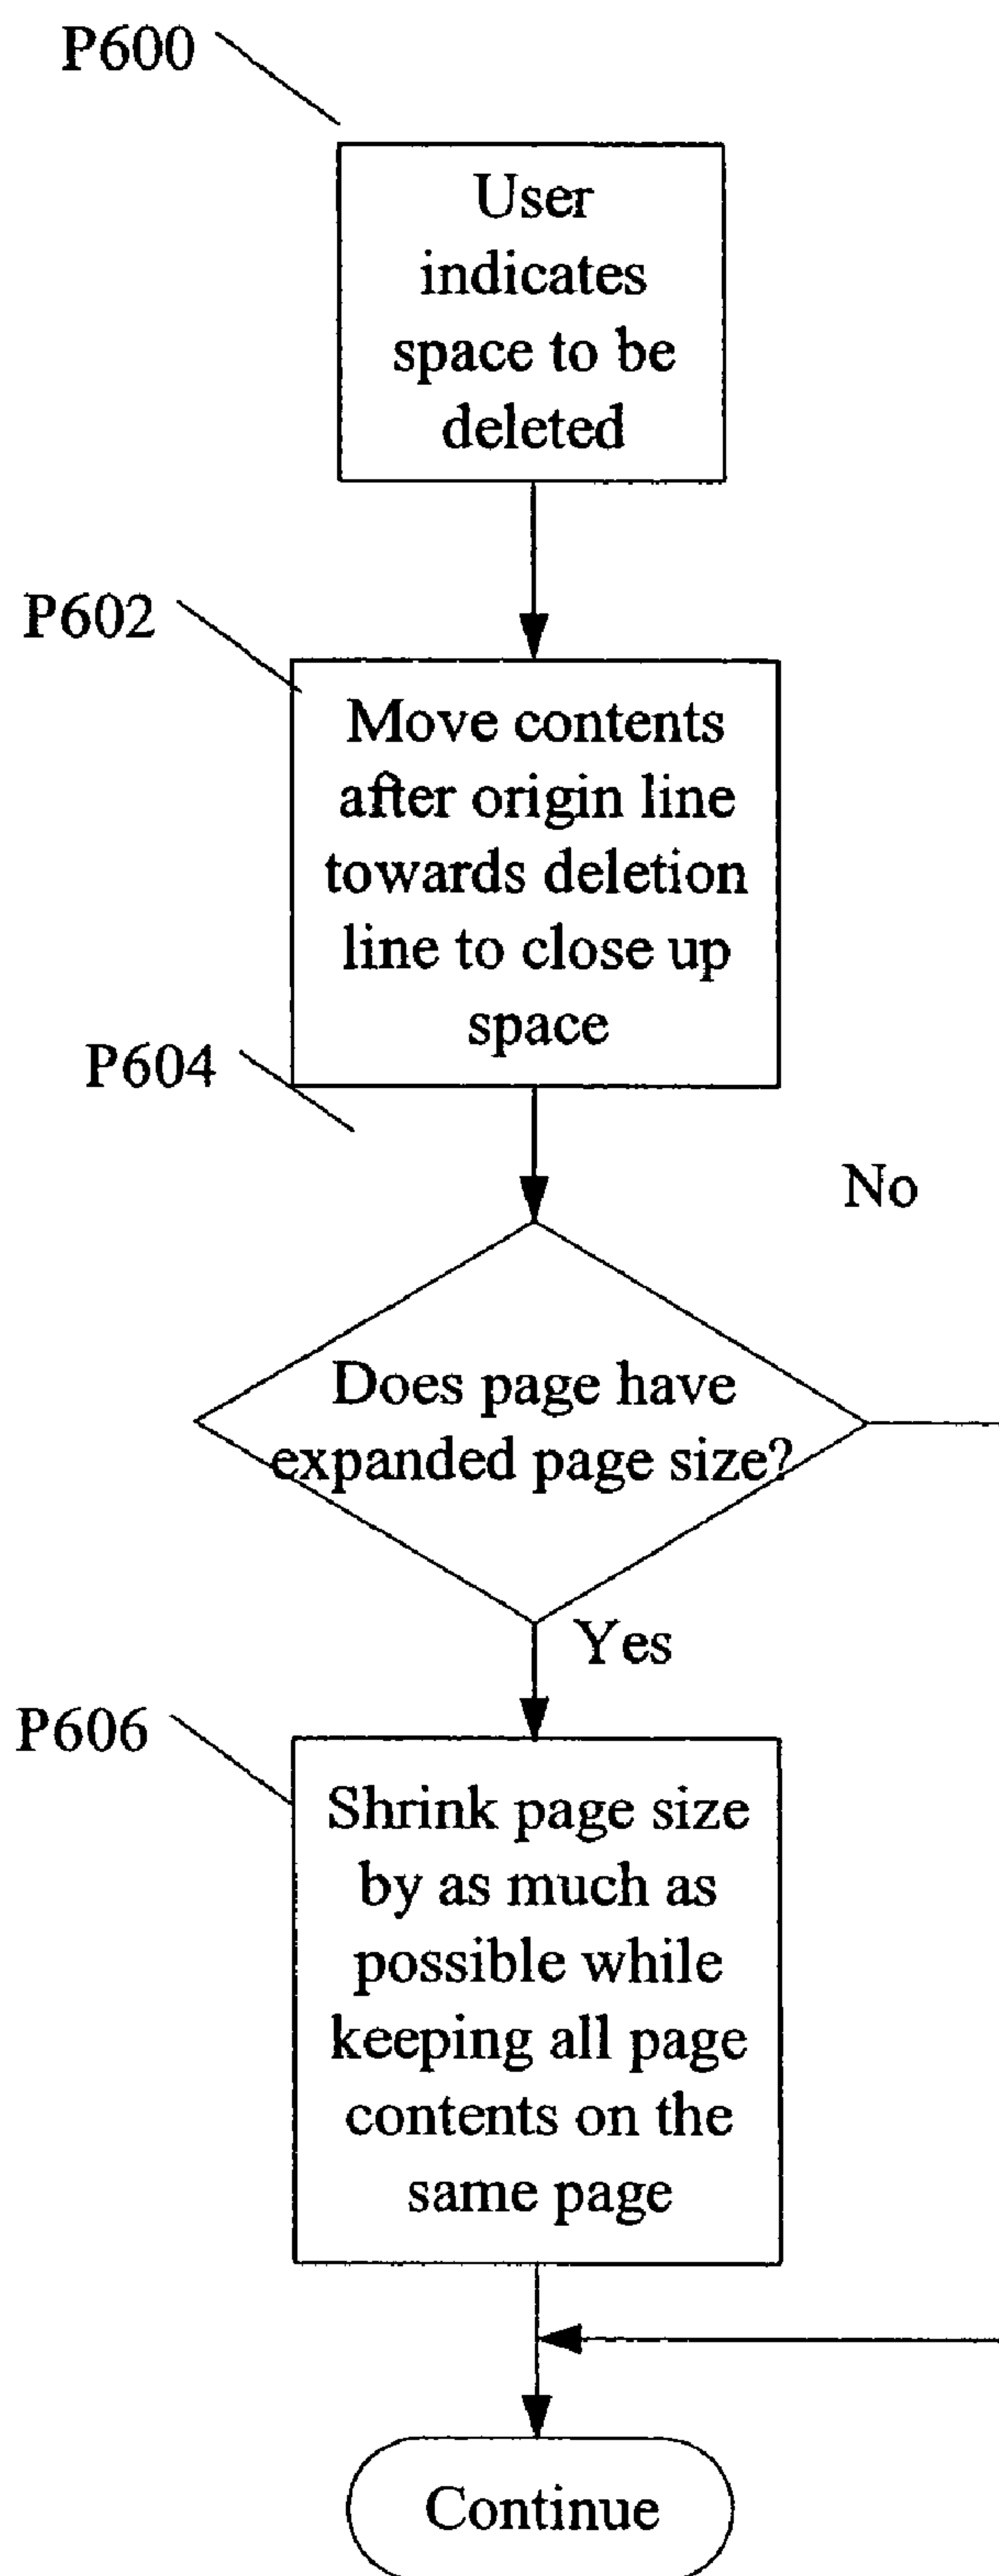 P600
User
indicates
space to be
deleted
P602
Move contents
after origin line
towards deletion
line to close up
space
P604
No
Does page have
expanded page size?
Yes
P606
Shrink page size
by as much as
possible while
keeping all page
contents on the
same page
Continue